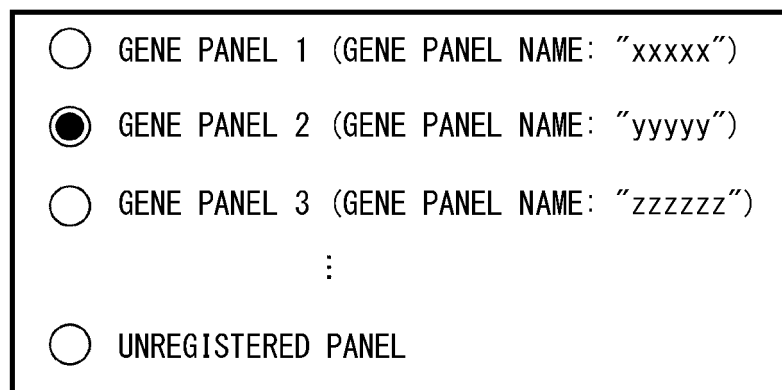 GENE PANEL 1 (GENE PANEL NAME: "xxxxx")
GENE PANEL 2 (GENE PANEL NAME: "yyyyy")
GENE PANEL 3 (GENE PANEL NAME: "zzzzzz")
⋮
UNREGISTERED PANEL